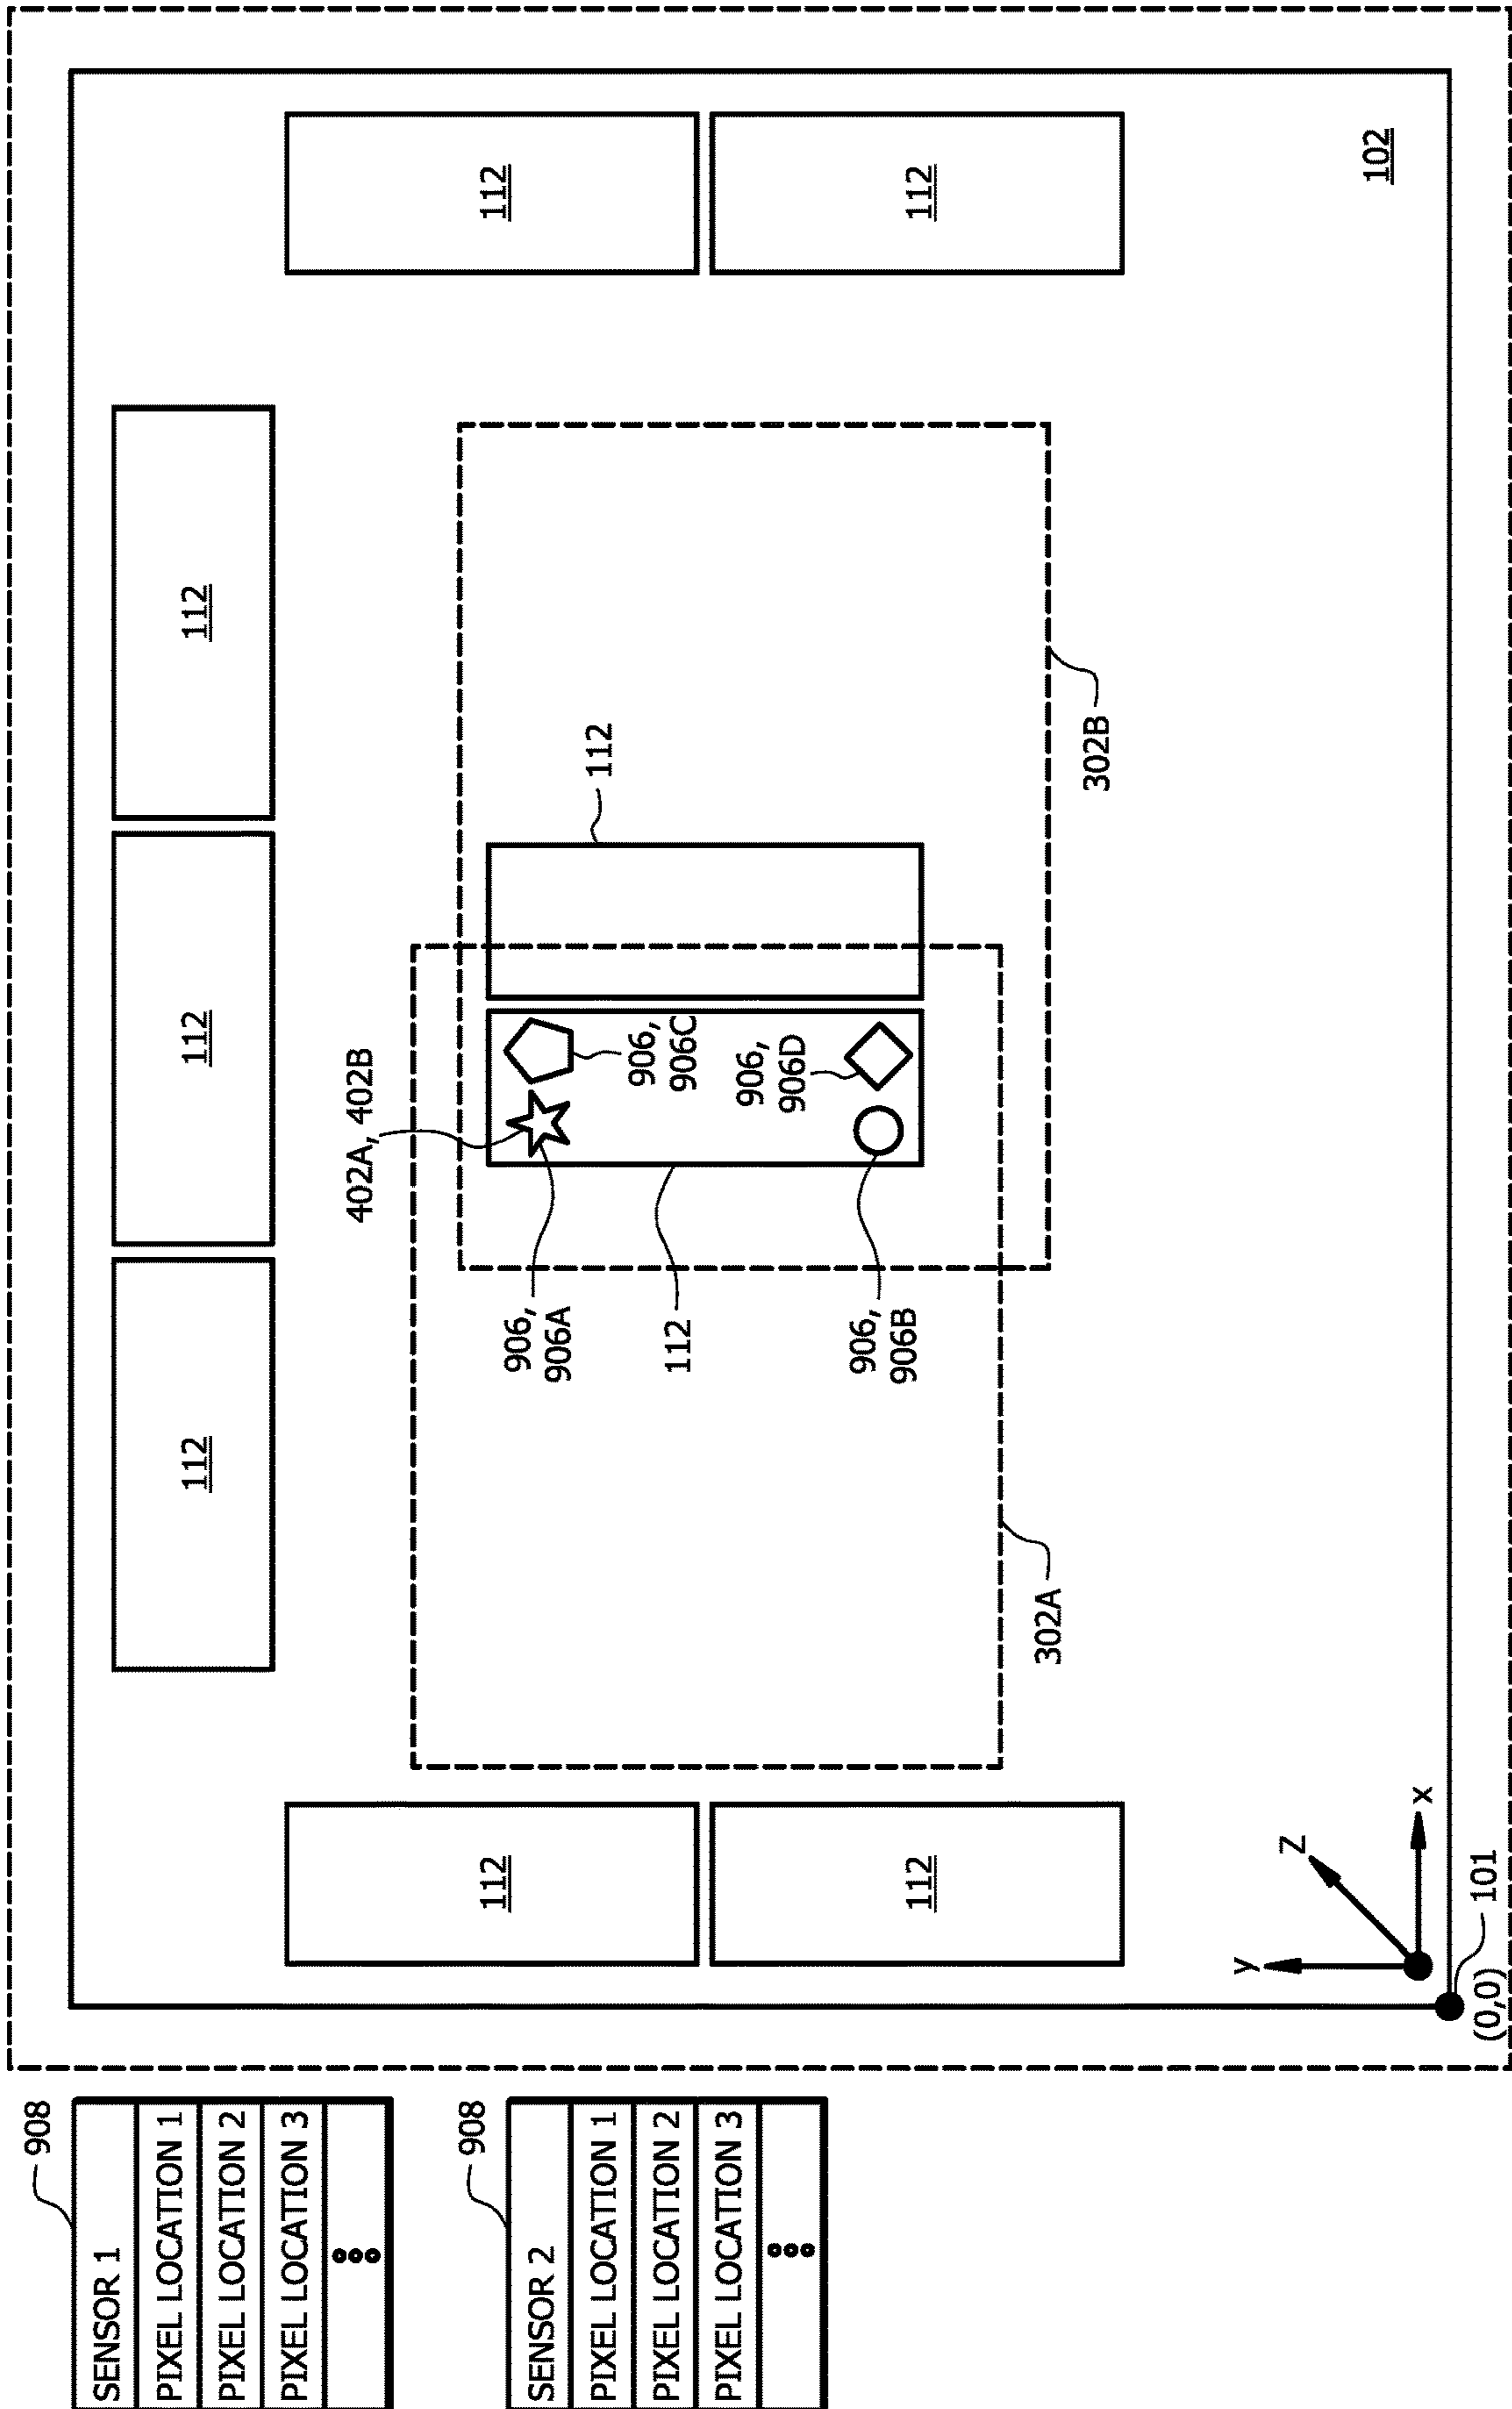 908
SENSOR 1
PIXEL LOCATION 1
PIXEL LOCATION 2
PIXEL LOCATION 3
908
SENSOR 2
PIXEL LOCATION 1
PIXEL LOCATION 2
PIXEL LOCATION 3
112
112
112
402A, 402B
112
112
906,
906A
112
906,
906C
112
906,
906D
906,
906B
112
112
302A
302B
y
Z
102
x
(0,0)
101